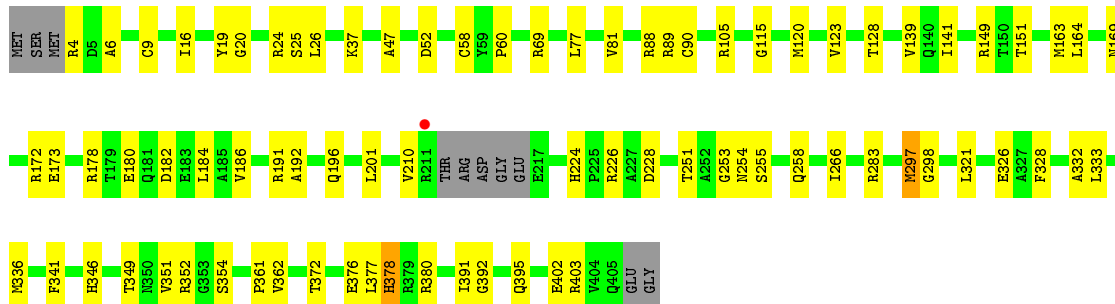 MET SER MET R4 D5 A6 C9 I16 Y19 G20 R24 S25 L26 K37 A47 D52 C58 Y59 P60 R69 L77 V81 R88 R89 C90 R105 G115 M120 V123 T128 V139 Q140 I141 R149 T150 T151 M163 L164 N169
R172 E173 R178 T179 E180 Q181 D182 E183 L184 A185 V186 R191 A192 Q196 L201 V210 R211 THR ARG ASP GLY GLU E217 H224 P225 R226 A227 D228 T251 A252 G253 N254 S255 Q258 I266 R283 M297 G298 L321 E326 A327 F328 A332 L333
M336 F341 H346 T349 N350 V351 R352 G353 S354 P361 V362 T372 E376 L377 H378 R379 R380 I391 G392 Q395 E402 R403 V404 Q405 GLU GLY